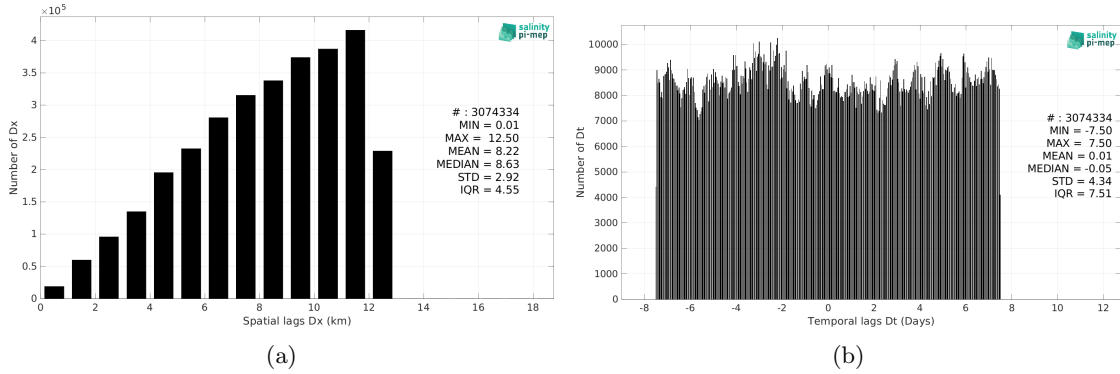 ×10⁵
4
3.5
3
2.5
2
1.5
1
0.5
0
0 2 4 6 8 10 12 14 16 18
Number of Dx
Spatial lags Dx (km)
salinity
pi-mep
# : 3074334
MIN = 0.01
MAX = 12.50
MEAN = 8.22
MEDIAN = 8.63
STD = 2.92
IQR = 4.55
(a)
10000
9000
8000
7000
6000
5000
4000
3000
2000
1000
0
-8 -6 -4 -2 0 2 4 6 8 10 12
Number of Dt
Temporal lags Dt (Days)
salinity
pi-mep
# : 3074334
MIN = -7.50
MAX = 7.50
MEAN = 0.01
MEDIAN = -0.05
STD = 4.34
IQR = 7.51
(b)